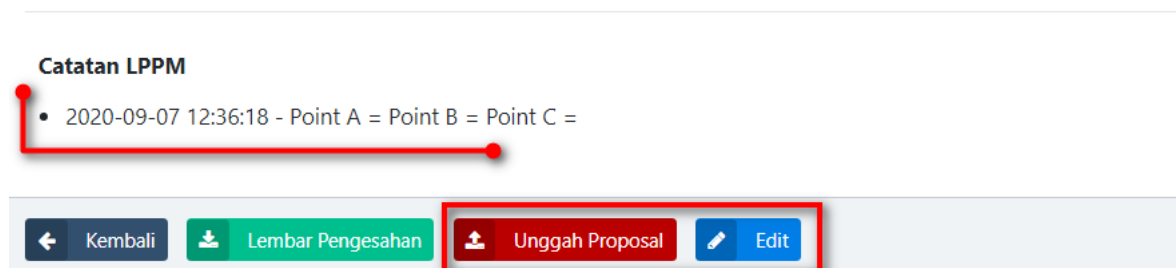 Catatan LPPM
2020-09-07 12:36:18 - Point A = Point B = Point C =
Kembali Lembar Pengesahan Unggah Proposal Edit